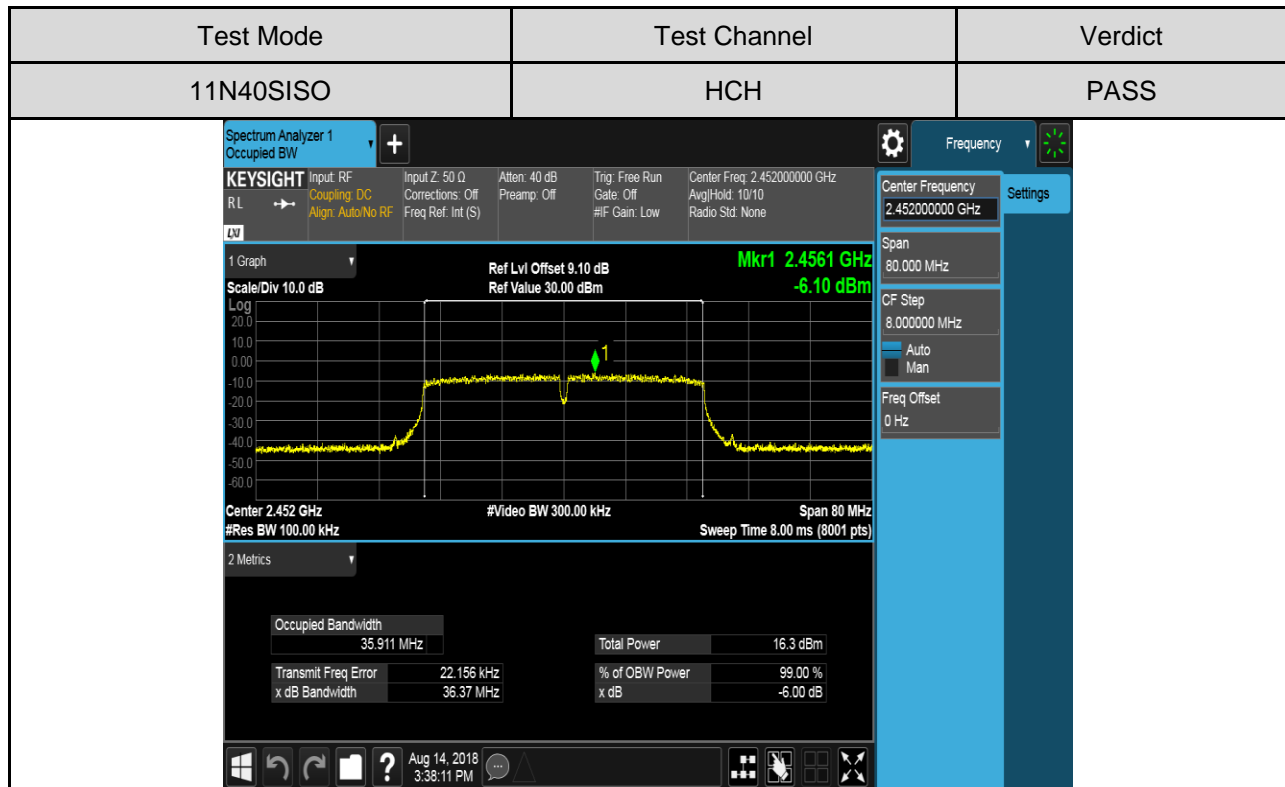 Test Mode Test Channel Verdict
11N40SISO HCH PASS
Spectrum Analyzer 1
Occupied BW
Frequency
KEYSIGHT Input: RF Input Z: 50 Ω Atten: 40 dB Trig: Free Run Center Freq: 2.452000000 GHz
RL Coupling: DC Corrections: Off Preamp: Off Gate: Off Avg|Hold: 10/10
Align: Auto/No RF Freq Ref: Int (S) #IF Gain: Low Radio Std: None
LXI
Center Frequency
2.452000000 GHz
Settings
Span
80.000 MHz
CF Step
8.000000 MHz
Auto
Man
Freq Offset
0 Hz
1 Graph Ref Lvl Offset 9.10 dB Mkr1 2.4561 GHz
Scale/Div 10.0 dB Ref Value 30.00 dBm -6.10 dBm
Log
20.0
10.0
0.00
-10.0
-20.0
-30.0
-40.0
-50.0
-60.0
1
Center 2.452 GHz #Video BW 300.00 kHz Span 80 MHz
#Res BW 100.00 kHz Sweep Time 8.00 ms (8001 pts)
2 Metrics
Occupied Bandwidth
35.911 MHz Total Power 16.3 dBm
Transmit Freq Error 22.156 kHz % of OBW Power 99.00 %
x dB Bandwidth 36.37 MHz x dB -6.00 dB
? Aug 14, 2018
3:38:11 PM